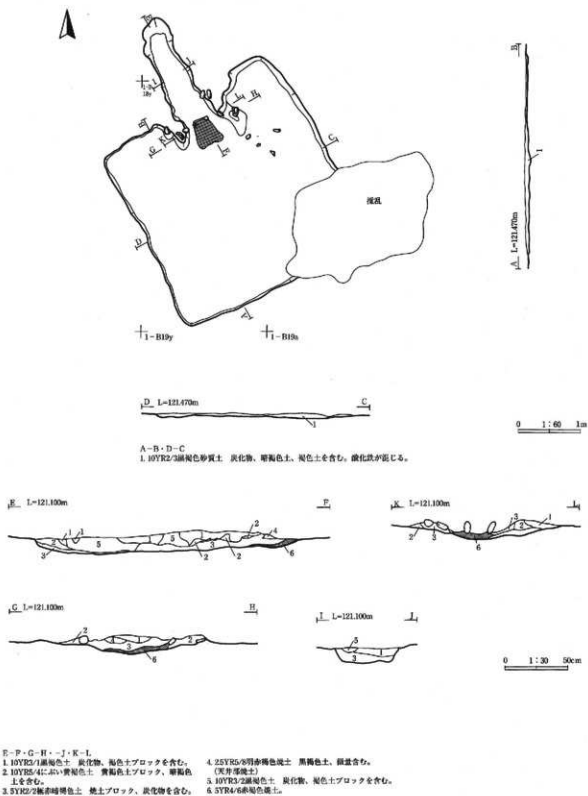 撹乱
1-B19y
1-B19a
A L=121.470m B
1
D L=121.470m C
1
0 1:60 1m
A-B・D-C
1. 10YR2/3黒褐色砂質土 炭化物、暗褐色土、褐色土を含む。酸化鉄が混じる。
E L=121.100m F
K L=121.100m L
G L=121.100m H
I L=121.100m J
0 1:30 50cm
E-F・G-H・-J・K-L
1. 10YR3/1黒褐色土 炭化物、褐色土ブロックを含む。
2. 10YR5/4にぶい黄褐色土 黄褐色土ブロック、暗褐色
土を含む。
3. 5YR2/2極赤暗褐色土 焼土ブロック、炭化物を含む。
4. 2.5YR5/8明赤褐色焼土 黒褐色土、微量含む。
(天井部焼土)
5. 10YR3/2黒褐色土 炭化物、褐色土ブロックを含む。
6. 5YR4/6赤褐色焼土。